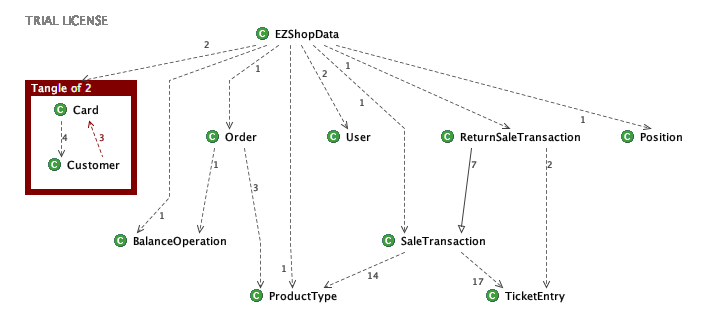 TRIAL LICENSE
C EZShopData
2
1
2
1
1
Tangle of 2
C Card
4
3
C Customer
C Order
C User
C ReturnSaleTransaction
1
C Position
1
3
7
2
1
C BalanceOperation
C SaleTransaction
1
14
17
C ProductType
C TicketEntry